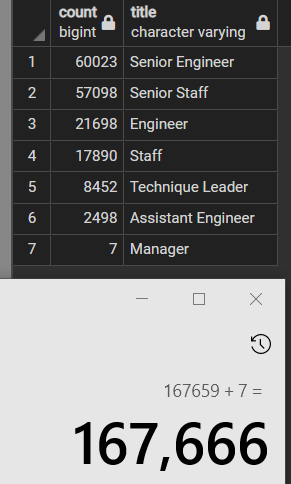 count title
bigint character varying
1 60023 Senior Engineer
2 57098 Senior Staff
3 21698 Engineer
4 17890 Staff
5 8452 Technique Leader
6 2498 Assistant Engineer
7 7 Manager
167659 + 7 =
167,666